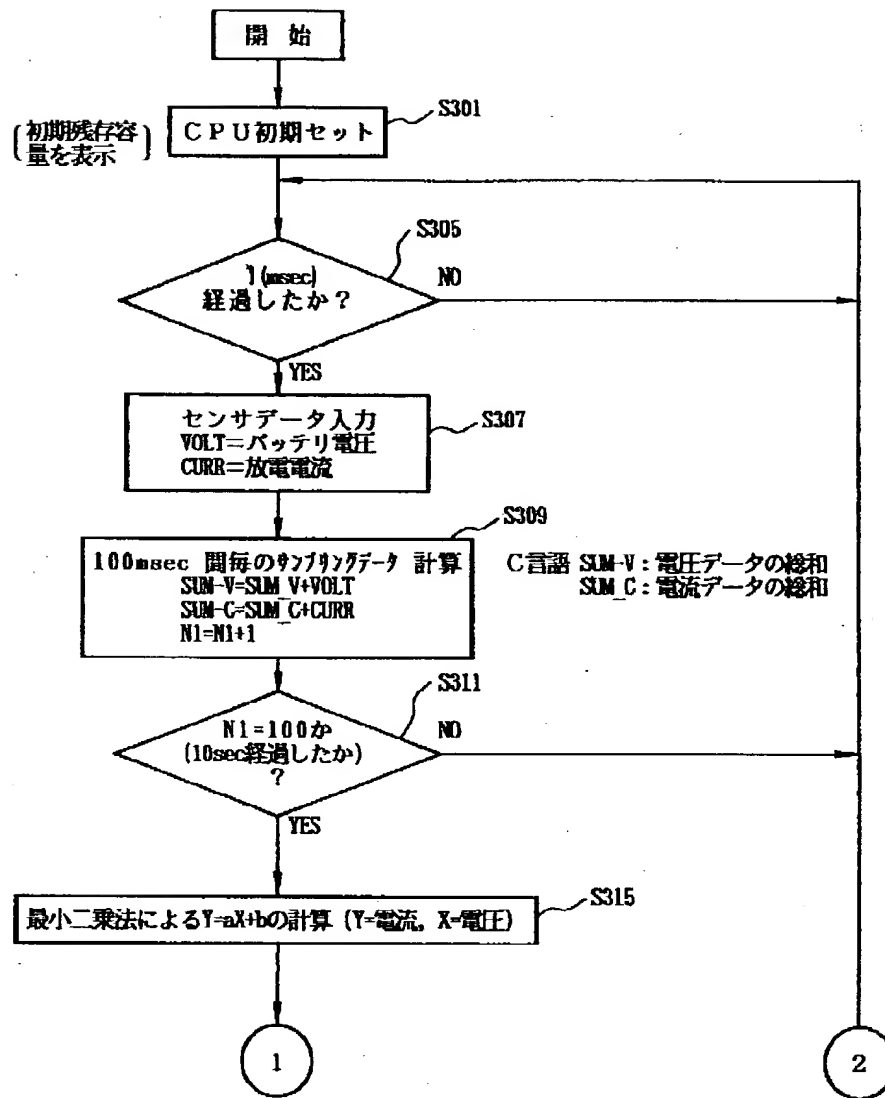 開 始
S301
初期残存容
量を表示
CPU初期セット
S305
1(msec)
経過したか？
NO
YES
センサデータ入力
VOLT=バッテリ電圧
CURR=放電電流
S307
S309
100msec 間毎のサンプリングデータ 計算
SUM-V=SUM_V+VOLT
SUM-C=SUM_C+CURR
N1=N1+1
C言語 SUM-V：電圧データの総和
SUM_C：電流データの総和
S311
N1=100か
(10sec経過したか)
？
NO
YES
S315
最小二乗法によるY=aX+bの計算 (Y=電流, X=電圧)
1
2